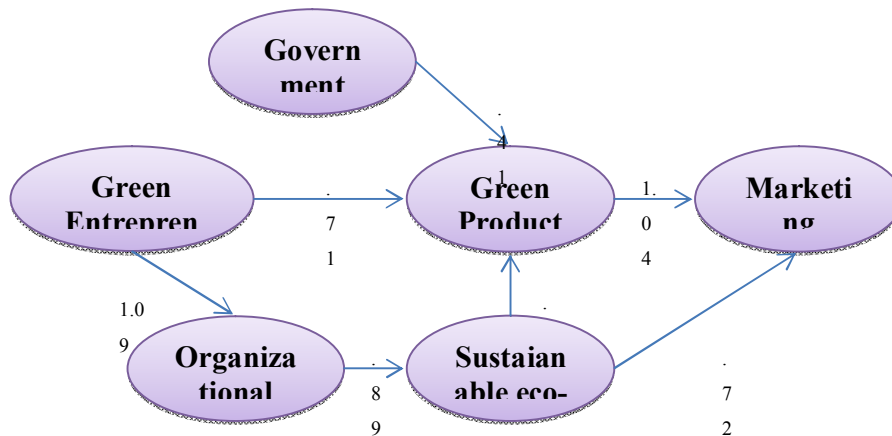 Govern
ment
.
4
1
Green
Entrepren
.
7
1
Green
Product
1.
0
4
Marketi
ng
1.0
9
Organiza
tional
.
8
9
Sustaian
able eco-
.
.
7
2